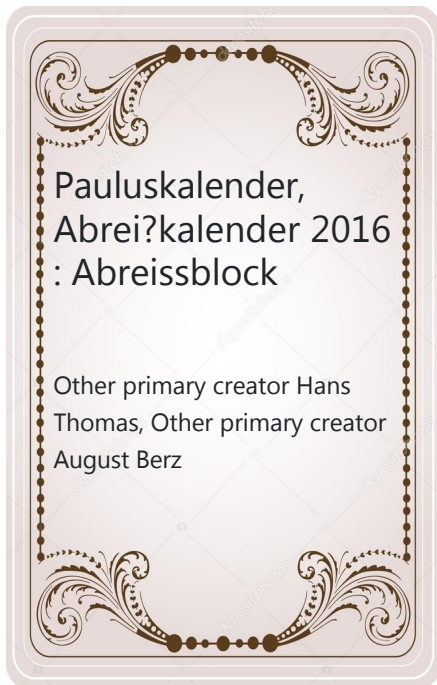 Pauluskalender,
Abrei?kalender 2016
: Abreissblock
Other primary creator Hans
Thomas, Other primary creator
August Berz